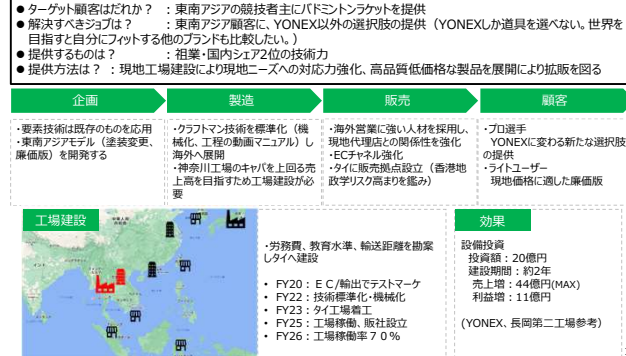 ● ターゲット顧客はだれか？ ：東南アジアの競技者主にバドミントンラケットを提供
● 解決すべきジョブは？ ：東南アジア顧客に、YONEX以外の選択肢の提供（YONEXしか道具を選べない。世界を
目指すと自分にフィットする他のブランドも比較したい。）
● 提供するものは？ ：祖業・国内シェア2位の技術力
● 提供方法は？ ：現地工場建設により現地ニーズへの対応力強化、高品質低価格な製品を展開により拡販を図る
企画
製造
販売
顧客
・要素技術は既存のものを応用
・東南アジアモデル（塗装変更、
廉価版）を開発する
・クラフトマン技術を標準化（機
械化、工程の動画マニュアル）し
海外へ展開
・神奈川工場のキャパを上回る売
上高を目指すため工場建設が必
要
・海外営業に強い人材を採用し、
現地代理店との関係性を強化
・ECチャネル強化
・タイに販売拠点設立（香港地
政学リスク高まりを鑑み）
・プロ選手
YONEXに変わる新たな選択肢
の提供
・ライトユーザー
現地価格に適した廉価版
工場建設
・労務費、教育水準、輸送距離を勘案
しタイへ建設
• FY20：ＥＣ/輸出でテストマーケ
• FY22：技術標準化・機械化
• FY23：タイ工場着工
• FY25：工場稼働、販社設立
• FY26：工場稼働率７０％
効果
設備投資
投資額：20億円
建設期間：約2年
売上増：44億円(MAX)
利益増：11億円
(YONEX、長岡第二工場参考)